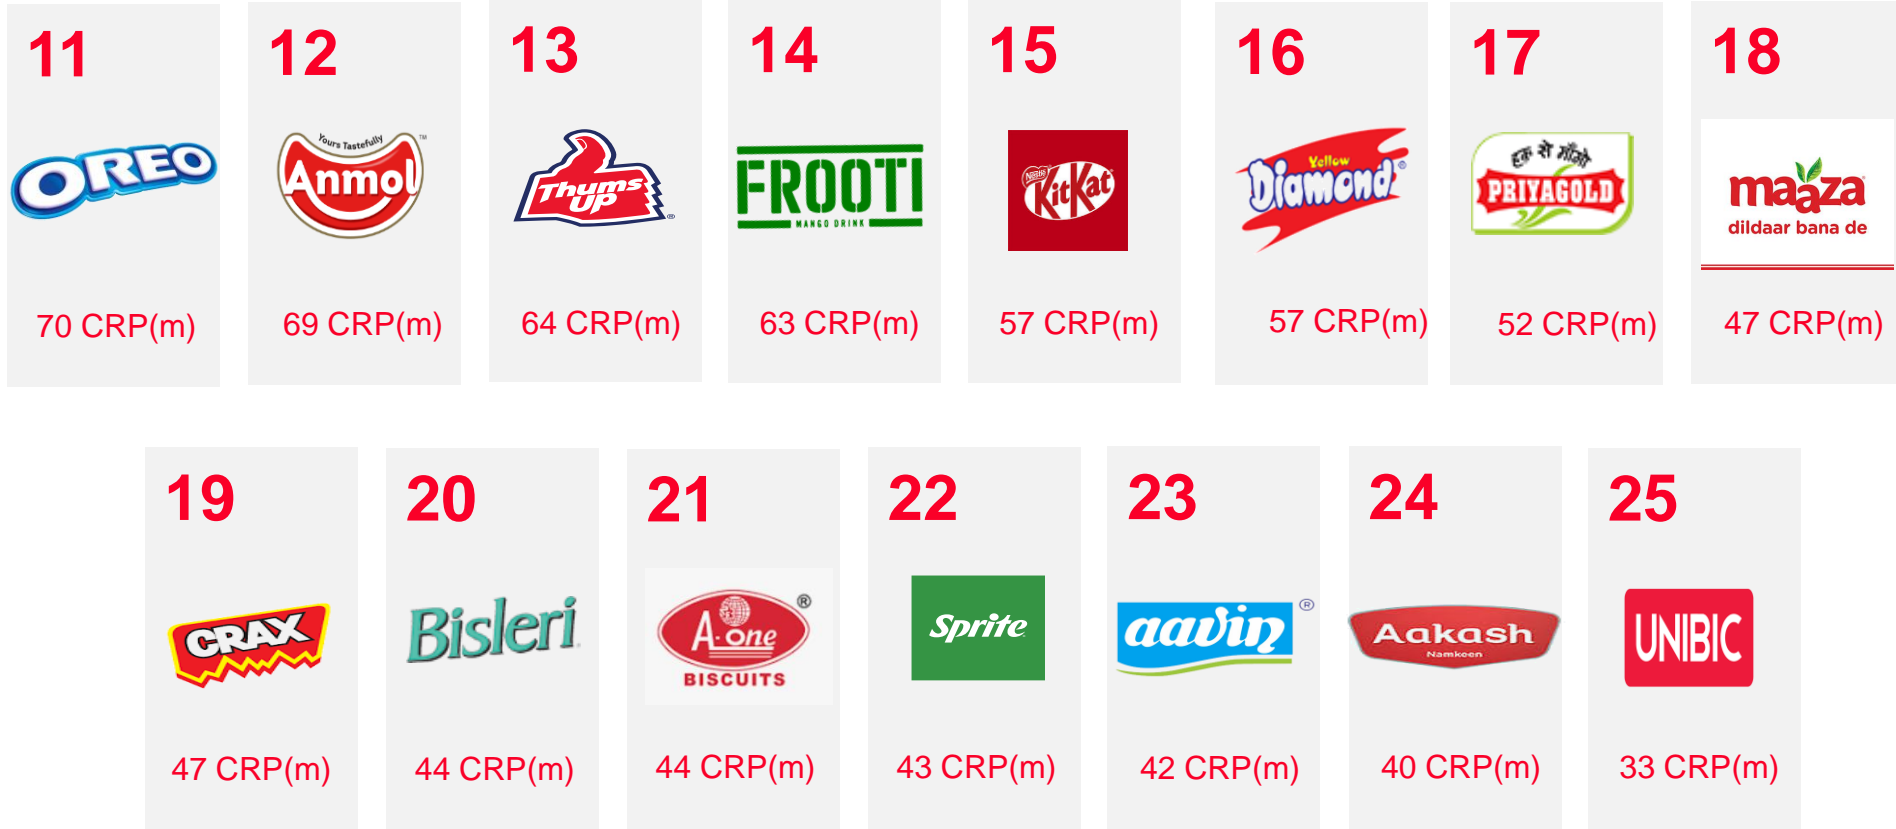 11
12
13
14
15
16
17
18
OREO
Yours Tastefully
Anmol
TM
Thums
Up
®
FROOTI
MANGO DRINK
Nestlé
KitKat
Yellow
Diamond
®
हक़ से माँगो
PRIYAGOLD
maaza
dildaar bana de
70 CRP(m)
69 CRP(m)
64 CRP(m)
63 CRP(m)
57 CRP(m)
57 CRP(m)
52 CRP(m)
47 CRP(m)
19
20
21
22
23
24
25
CRAX
Bisleri
A-one
®
BISCUITS
Sprite
aavin
®
Aakash
Namkeen
UNIBIC
47 CRP(m)
44 CRP(m)
44 CRP(m)
43 CRP(m)
42 CRP(m)
40 CRP(m)
33 CRP(m)